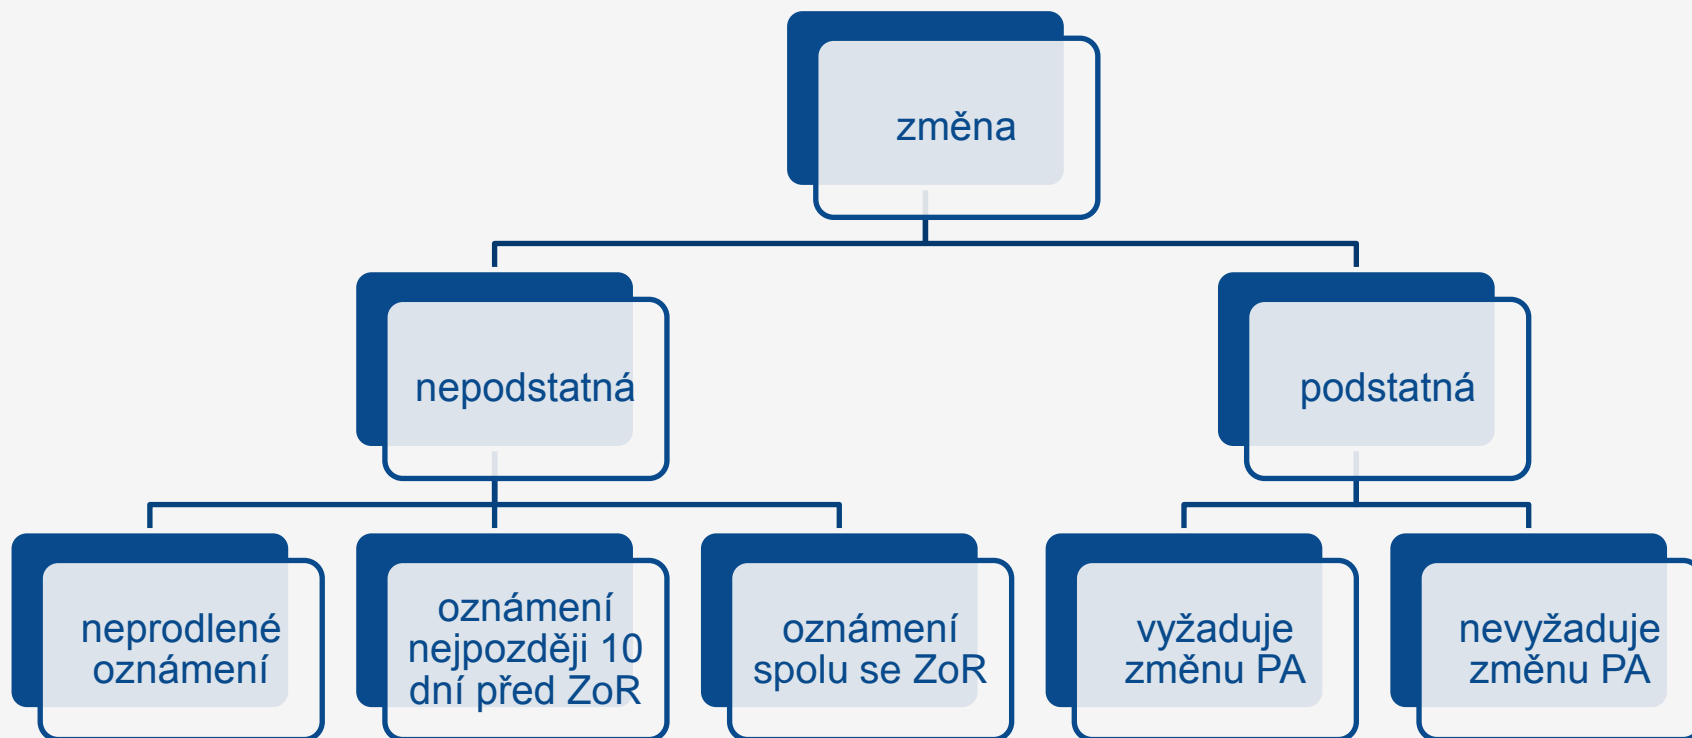 změna
nepodstatná
podstatná
neprodlené
oznámení
oznámení
nejpozději 10
dní před ZoR
oznámení
spolu se ZoR
vyžaduje
změnu PA
nevyžaduje
změnu PA